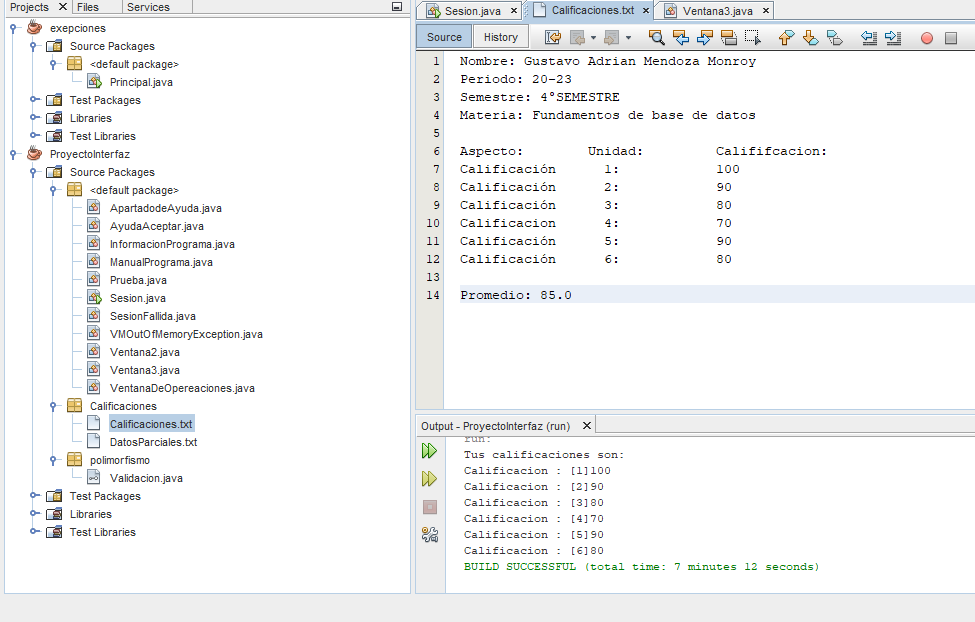 Projects Files Services
exepciones
Source Packages
<default package>
Principal.java
Test Packages
Libraries
Test Libraries
ProyectoInterfaz
Source Packages
<default package>
ApartadodeAyuda.java
AyudaAceptar.java
InformacionPrograma.java
ManualPrograma.java
Prueba.java
Sesion.java
SesionFallida.java
VMOutOfMemoryException.java
Ventana2.java
Ventana3.java
VentanaDeOpereaciones.java
Calificaciones
Calificaciones.txt
DatosParciales.txt
polimorfismo
Validacion.java
Test Packages
Libraries
Test Libraries
Sesion.java Calificaciones.txt Ventana3.java
Source History
1 Nombre: Gustavo Adrian Mendoza Monroy
2 Periodo: 20-23
3 Semestre: 4°SEMESTRE
4 Materia: Fundamentos de base de datos
5
6 Aspecto: Unidad: Calififcacion:
7 Calificación 1: 100
8 Calificación 2: 90
9 Calificación 3: 80
10 Calificacion 4: 70
11 Calificación 5: 90
12 Calificación 6: 80
13
14 Promedio: 85.0
Output - ProyectoInterfaz (run)
run:
Tus calificaciones son:
Calificacion : [1]100
Calificacion : [2]90
Calificacion : [3]80
Calificacion : [4]70
Calificacion : [5]90
Calificacion : [6]80
BUILD SUCCESSFUL (total time: 7 minutes 12 seconds)